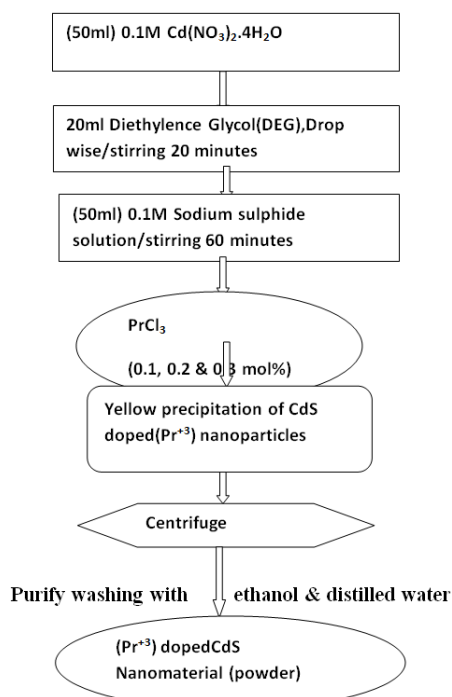 (50ml) 0.1M Cd(NO₃)₂.4H₂O
20ml Diethylence Glycol(DEG),Drop
wise/stirring 20 minutes
(50ml) 0.1M Sodium sulphide
solution/stirring 60 minutes
PrCl₃
(0.1, 0.2 & 0.3 mol%)
Yellow precipitation of CdS
doped(Pr⁺³) nanoparticles
Centrifuge
Purify washing with ethanol & distilled water
(Pr⁺³) dopedCdS
Nanomaterial (powder)